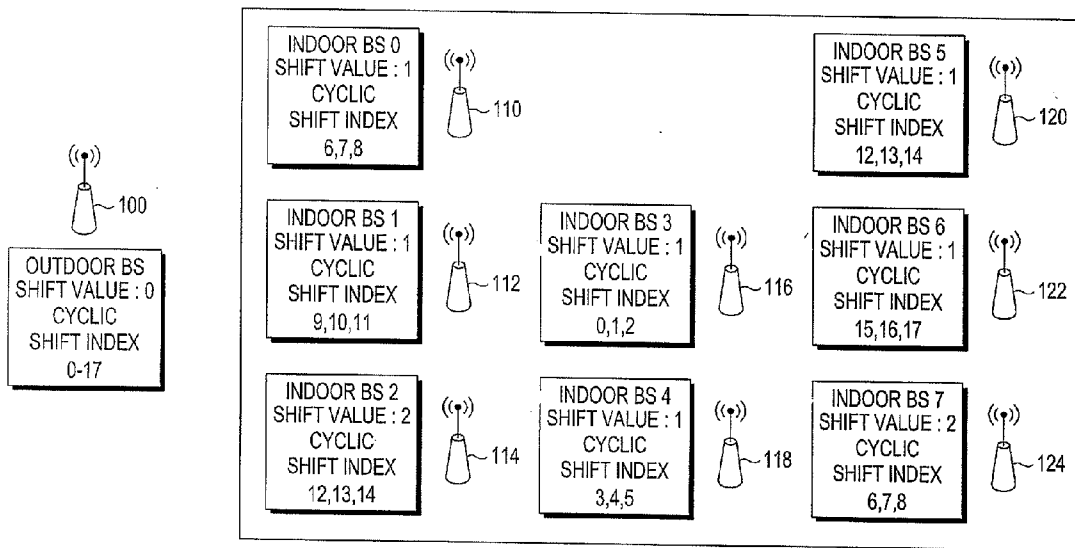 INDOOR BS 0
SHIFT VALUE : 1
CYCLIC
SHIFT INDEX
6,7,8
110
INDOOR BS 5
SHIFT VALUE : 1
CYCLIC
SHIFT INDEX
12,13,14
120
100
OUTDOOR BS
SHIFT VALUE : 0
CYCLIC
SHIFT INDEX
0-17
INDOOR BS 1
SHIFT VALUE : 1
CYCLIC
SHIFT INDEX
9,10,11
112
INDOOR BS 3
SHIFT VALUE : 1
CYCLIC
SHIFT INDEX
0,1,2
116
INDOOR BS 6
SHIFT VALUE : 1
CYCLIC
SHIFT INDEX
15,16,17
122
INDOOR BS 2
SHIFT VALUE : 2
CYCLIC
SHIFT INDEX
12,13,14
114
INDOOR BS 4
SHIFT VALUE : 1
CYCLIC
SHIFT INDEX
3,4,5
118
INDOOR BS 7
SHIFT VALUE : 2
CYCLIC
SHIFT INDEX
6,7,8
124